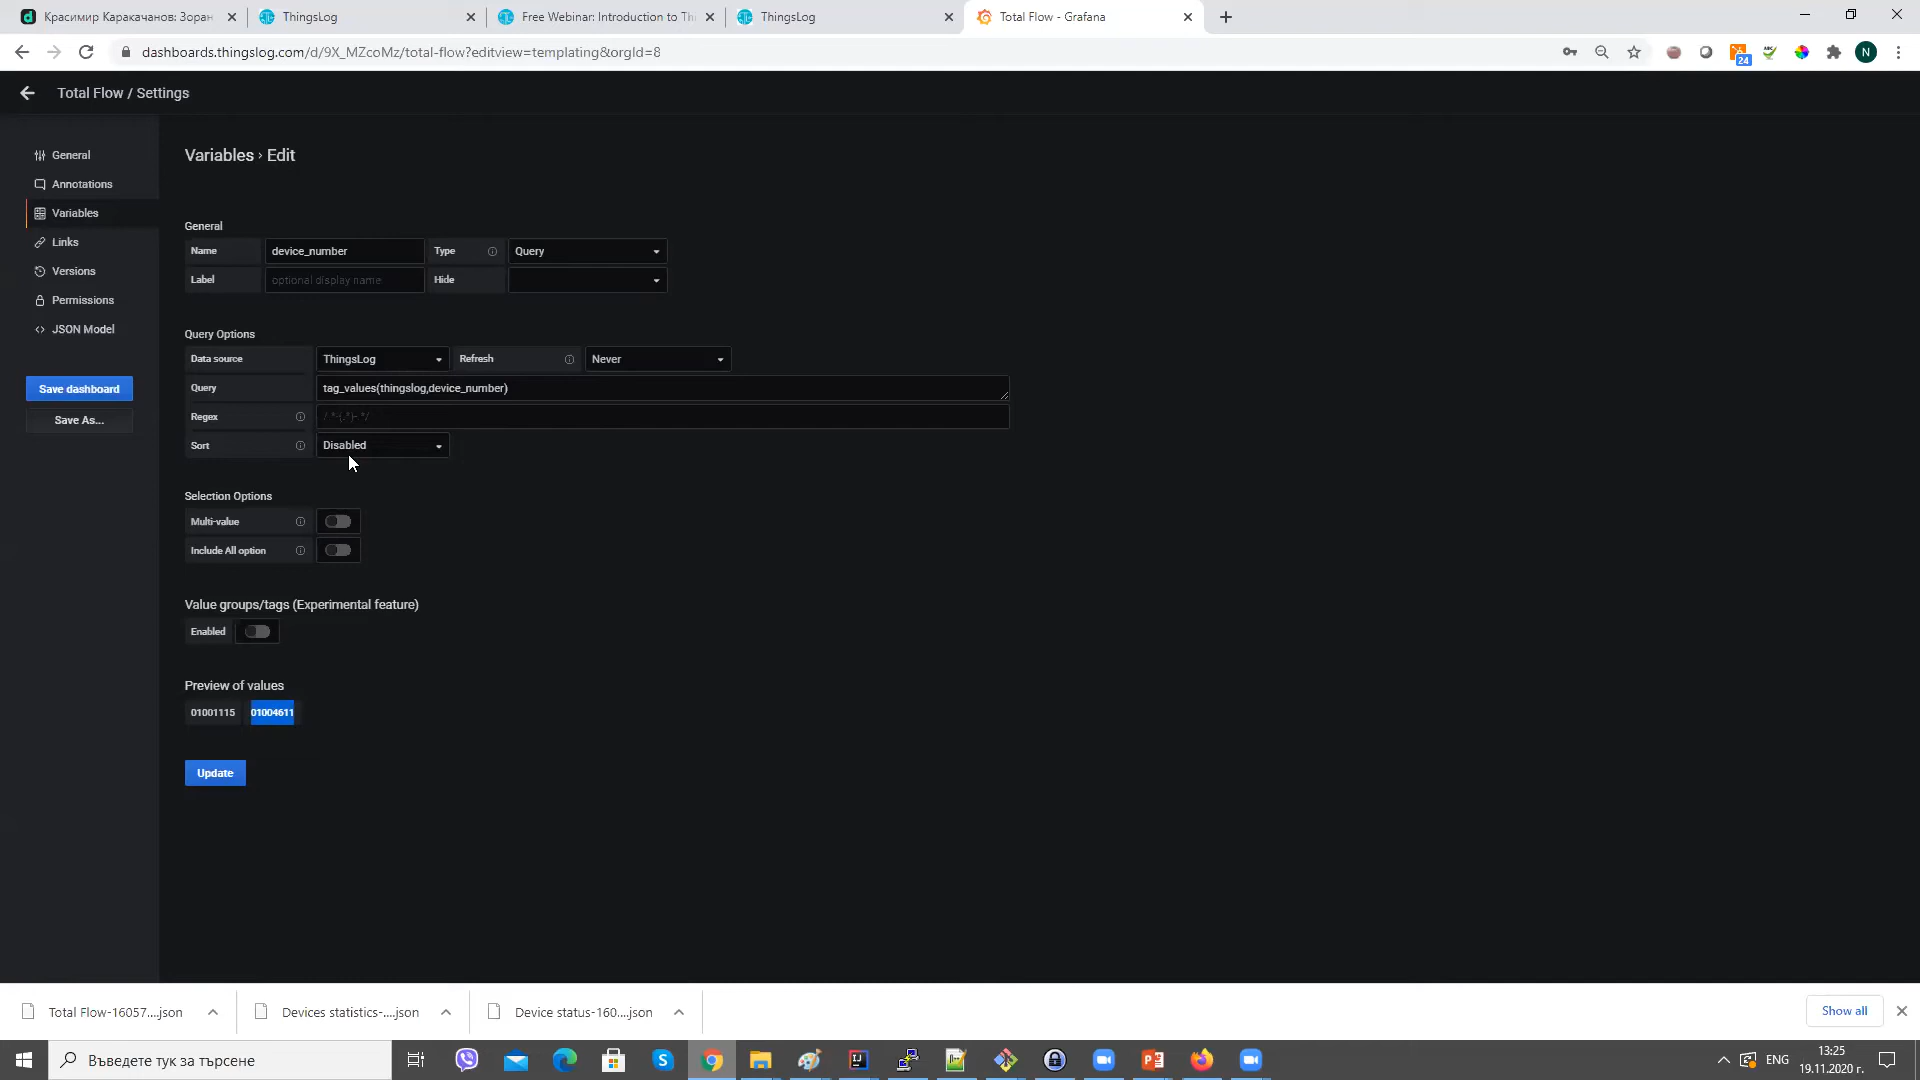 Красимир Каракачанов: Зоран
ThingsLog
Free Webinar: Introduction to Thi
ThingsLog
Total Flow - Grafana
dashboards.thingslog.com/d/9X_MZcoMz/total-flow?editview=templating&orgId=8
24
N
Total Flow / Settings
General
Annotations
Variables
Links
Versions
Permissions
JSON Model
Save dashboard
Save As...
Variables › Edit
General
Name device_number Type Query
Label optional display name Hide
Query Options
Data source ThingsLog Refresh Never
Query tag_values(thingslog,device_number)
Regex /.*-(.*)-.*/
Sort Disabled
Selection Options
Multi-value
Include All option
Value groups/tags (Experimental feature)
Enabled
Preview of values
01001115 01004611
Update
Total Flow-16057....json
Devices statistics-....json
Device status-160....json
Show all
Въведете тук за търсене
ENG
13:25
19.11.2020 г.